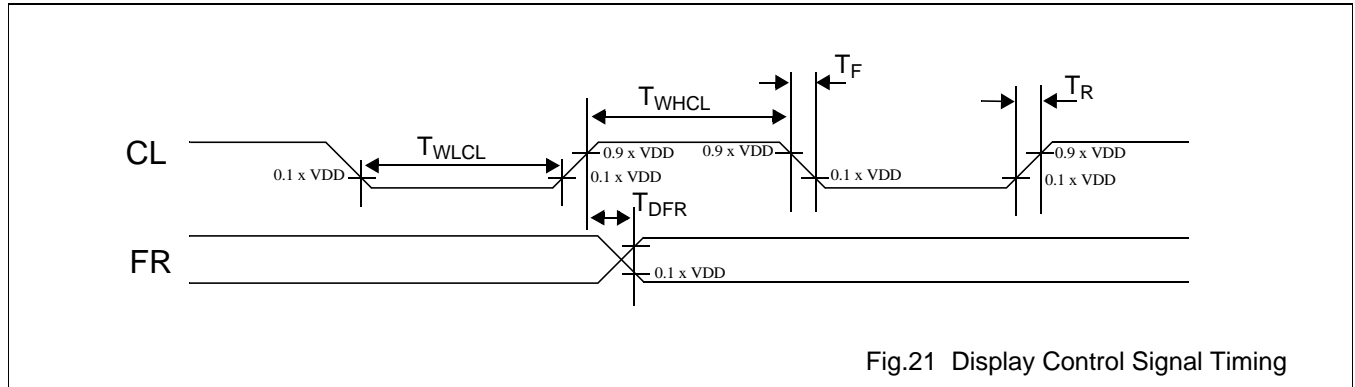 T_F
T_R
T_WHCL
CL
T_WLCL
0.9 x VDD
0.9 x VDD
0.9 x VDD
0.1 x VDD
0.1 x VDD
0.1 x VDD
0.1 x VDD
T_DFR
FR
0.1 x VDD
Fig.21 Display Control Signal Timing